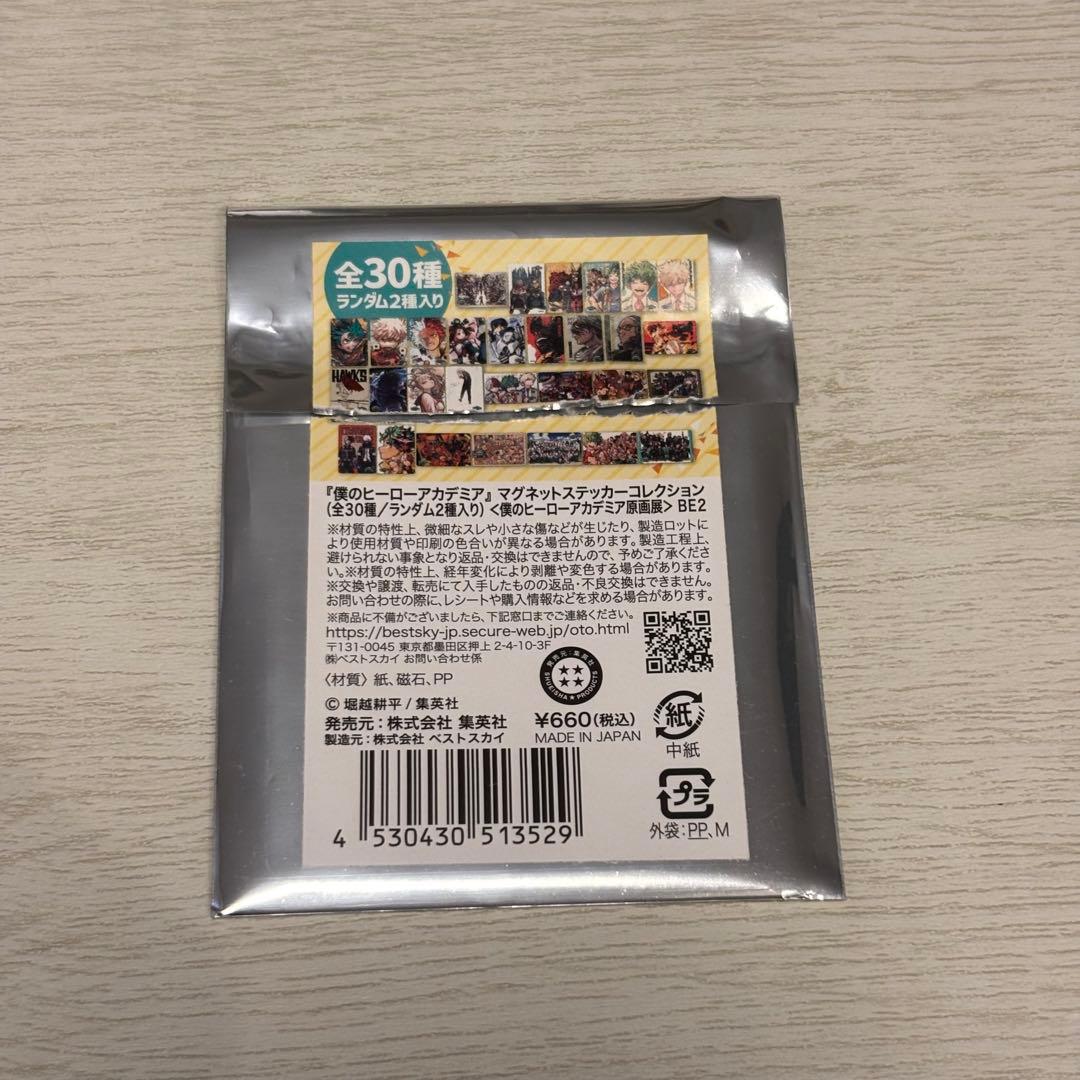 全30種
ランダム2種入り
HAWKS
『僕のヒーローアカデミア』マグネットステッカーコレクション
(全30種／ランダム2種入り)<僕のヒーローアカデミア原画展> BE2
※材質の特性上、微細なスレや小さな傷などが生じたり、製造ロットに
より使用材質や印刷の色合いが異なる場合があります。製造工程上、
避けられない事象となり返品・交換はできませんので、予めご了承くださ
い。※材質の特性上、経年変化により剥離や変色する場合があります。
※交換や譲渡、転売にて入手したものの返品・不良交換はできません。
お問い合わせの際に、レシートや購入情報などを求める場合があります。
※商品に不備がございましたら、下記窓口までご連絡ください。
https://bestsky-jp.secure-web.jp/oto.html
〒131-0045 東京都墨田区押上 2-4-10-3F
㈱ベストスカイ お問い合わせ係
〈材質〉紙、磁石、PP
発売元：集英社
SHUEISHA★PRODUCTS
© 堀越耕平 / 集英社
発売元：株式会社 集英社
製造元：株式会社 ベストスカイ
¥660(税込)
MADE IN JAPAN
紙
中紙
プラ
外袋：PP、M
4 530430 513529